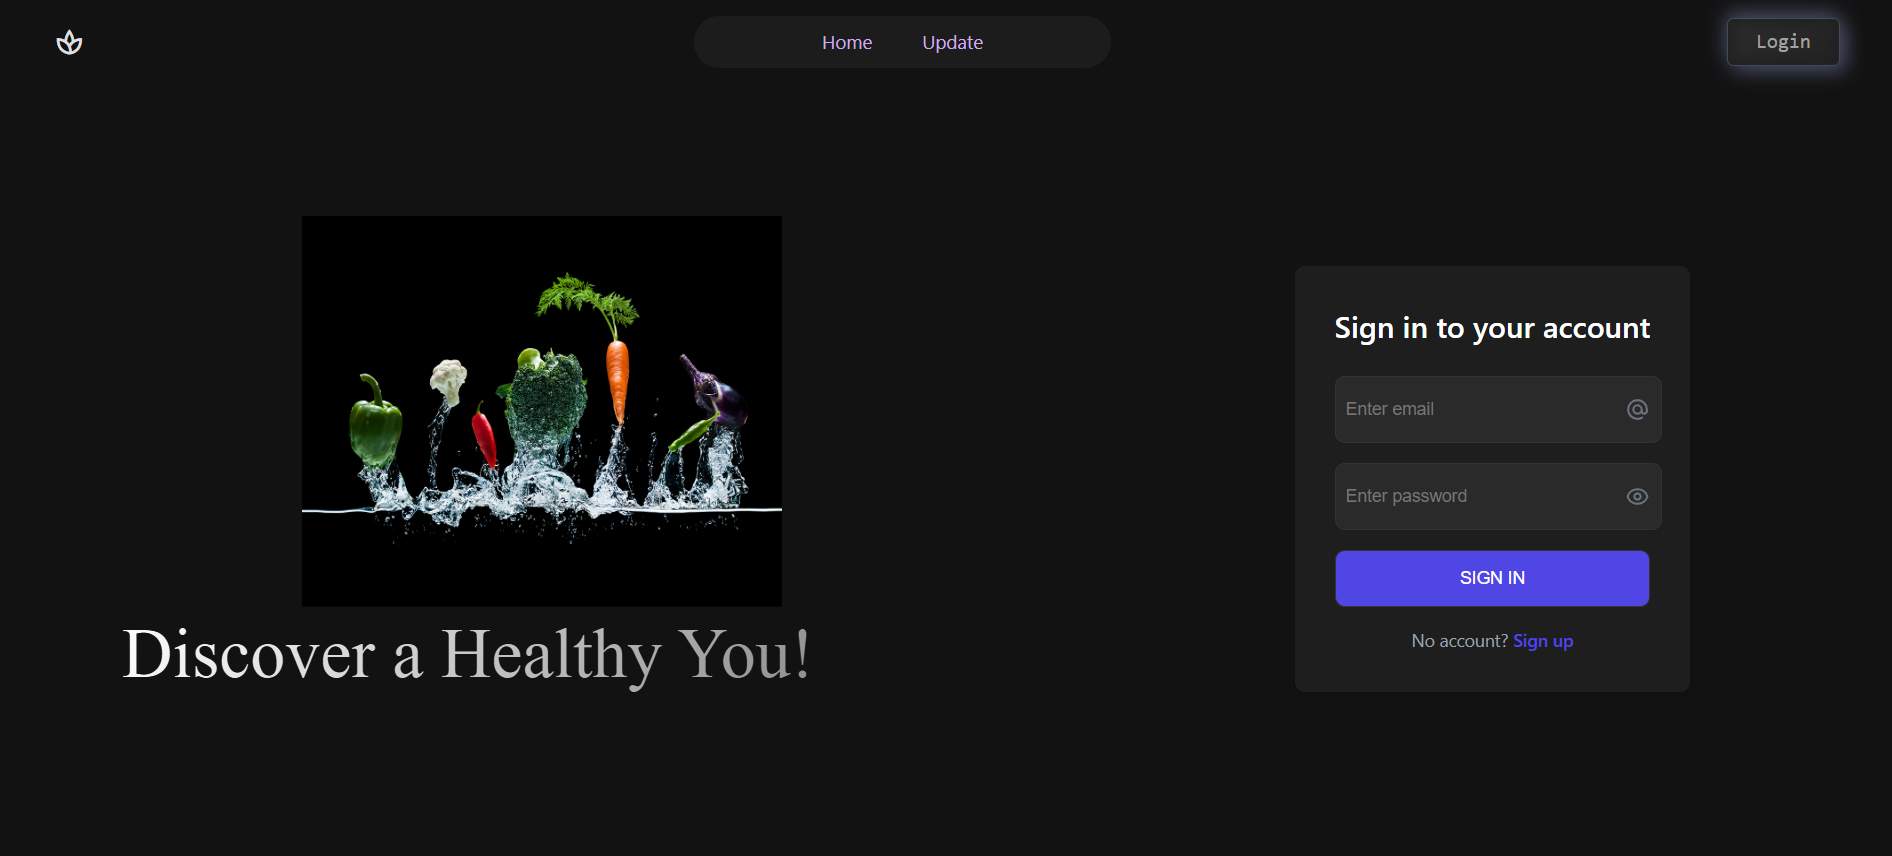 Home Update
Login
Discover a Healthy You!
Sign in to your account
Enter email
Enter password
SIGN IN
No account? Sign up